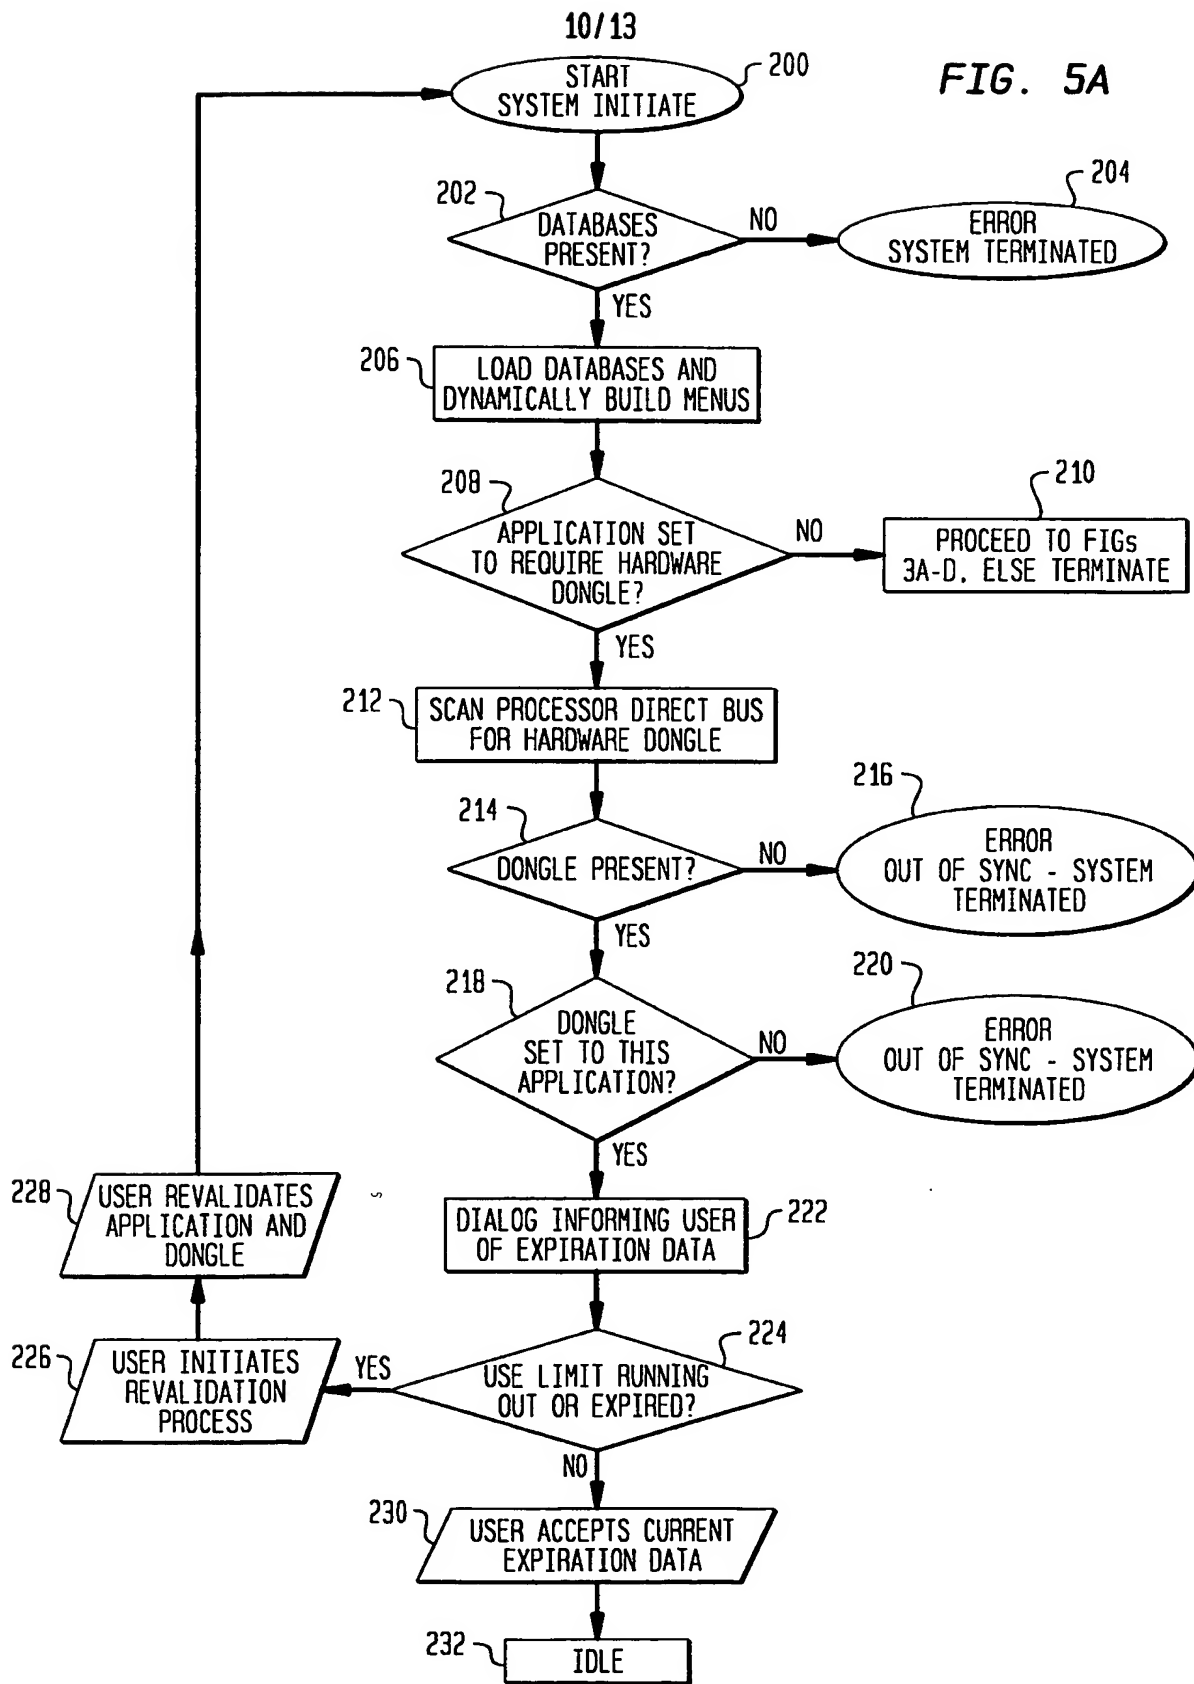 10/13
FIG. 5A
START
SYSTEM INITIATE
200
202
DATABASES
PRESENT?
NO
204
ERROR
SYSTEM TERMINATED
YES
206
LOAD DATABASES AND
DYNAMICALLY BUILD MENUS
208
APPLICATION SET
TO REQUIRE HARDWARE
DONGLE?
NO
210
PROCEED TO FIGs
3A-D, ELSE TERMINATE
YES
212
SCAN PROCESSOR DIRECT BUS
FOR HARDWARE DONGLE
214
DONGLE PRESENT?
NO
216
ERROR
OUT OF SYNC - SYSTEM
TERMINATED
YES
218
DONGLE
SET TO THIS
APPLICATION?
NO
220
ERROR
OUT OF SYNC - SYSTEM
TERMINATED
YES
222
DIALOG INFORMING USER
OF EXPIRATION DATA
224
USE LIMIT RUNNING
OUT OR EXPIRED?
YES
226
USER INITIATES
REVALIDATION
PROCESS
228
USER REVALIDATES
APPLICATION AND
DONGLE
NO
230
USER ACCEPTS CURRENT
EXPIRATION DATA
232
IDLE